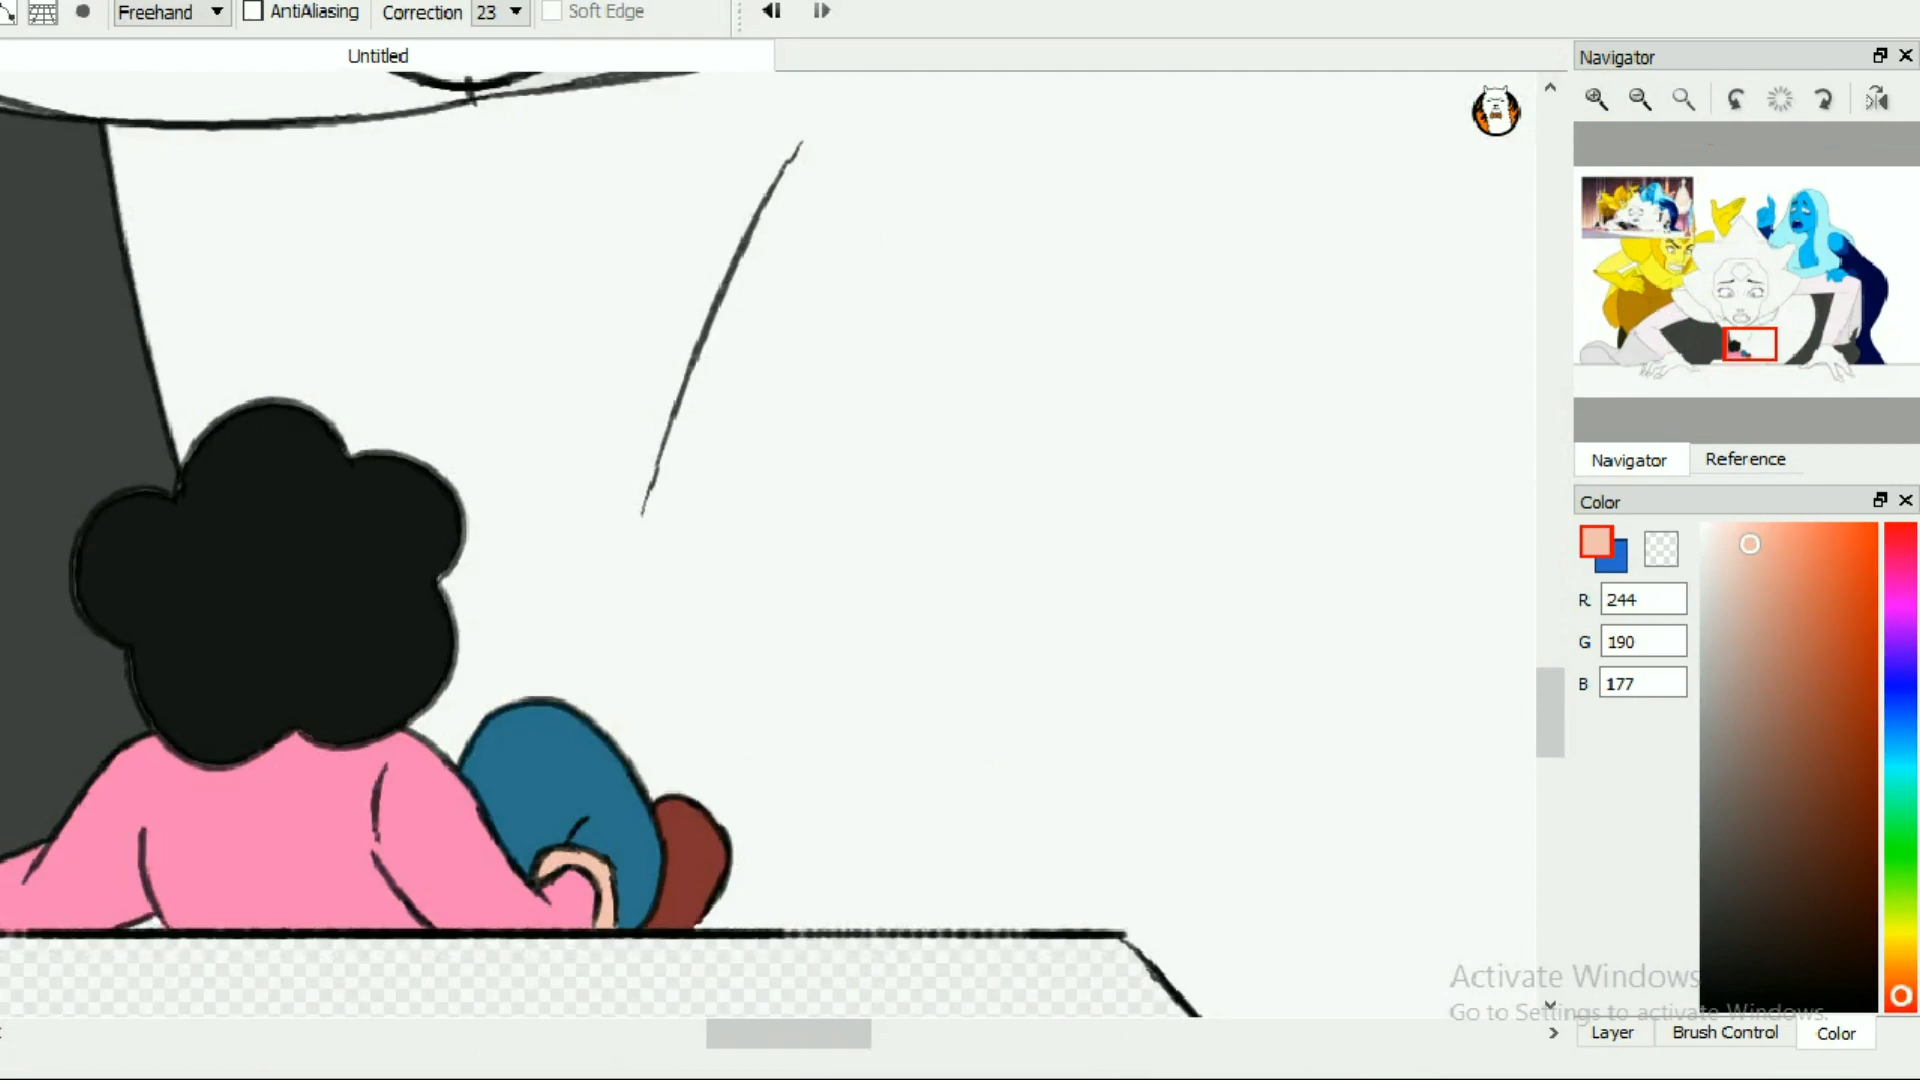 Freehand AntiAliasing Correction 23 Soft Edge
Untitled
Navigator
Navigator Reference
Color
R 244
G 190
B 177
Activate Windows
Go to Settings to activate Windows.
Layer Brush Control Color